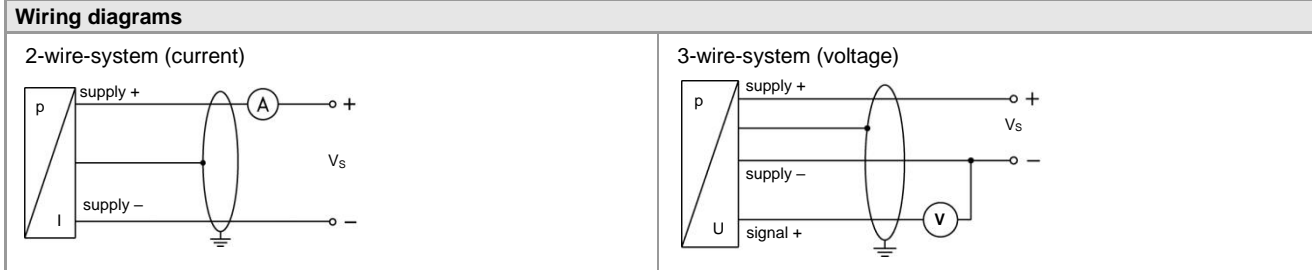 Wiring diagrams
2-wire-system (current)
p
supply +
A
+
VS
supply –
I
–
3-wire-system (voltage)
p
supply +
+
VS
–
supply –
V
U
signal +